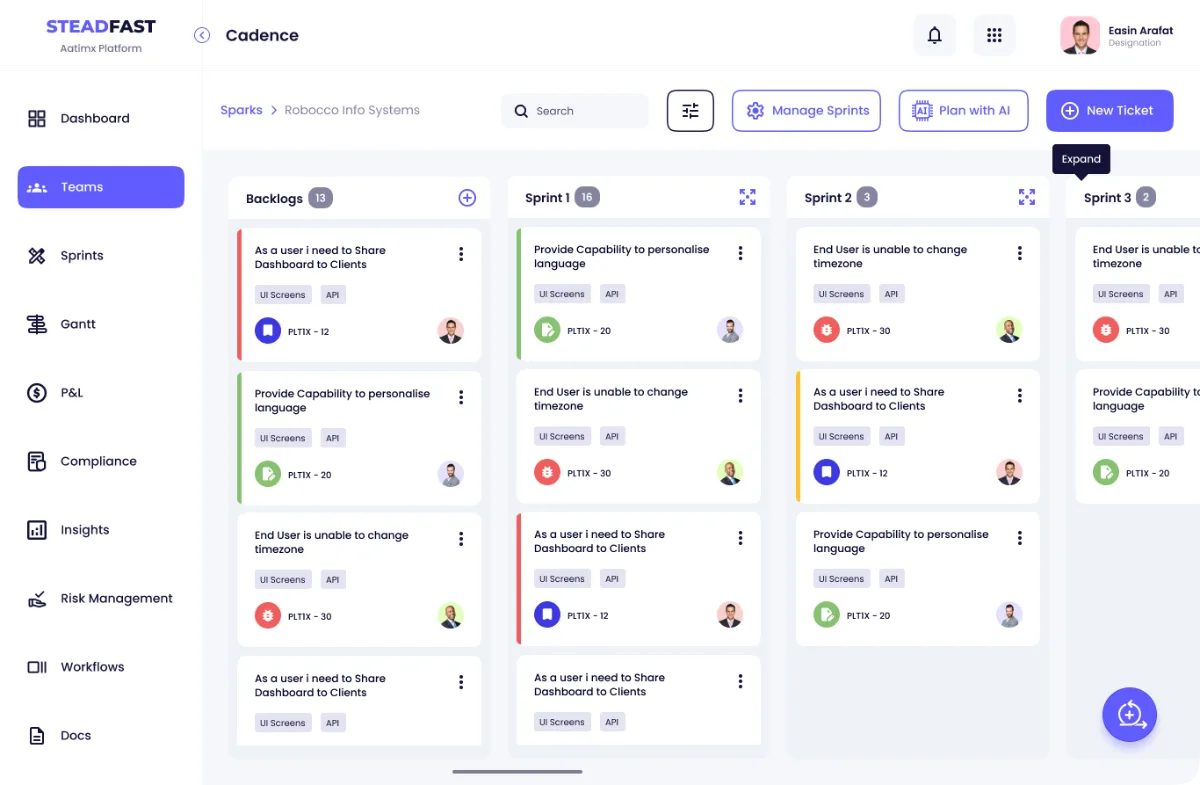 STEADFAST
Aatimx Platform
Dashboard
Teams
Sprints
Gantt
P&L
Compliance
Insights
Risk Management
Workflows
Docs
Cadence
Easin Arafat
Designation
Sparks > Robocco Info Systems
Search
Manage Sprints
AI Plan with AI
New Ticket
Expand
Backlogs 13
As a user i need to Share
Dashboard to Clients
UI Screens API
PLTIX - 12
Provide Capability to personalise
language
UI Screens API
PLTIX - 20
End User is unable to change
timezone
UI Screens API
PLTIX - 30
As a user i need to Share
Dashboard to Clients
UI Screens API
Sprint 1 16
Provide Capability to personalise
language
UI Screens API
PLTIX - 20
End User is unable to change
timezone
UI Screens API
PLTIX - 30
As a user i need to Share
Dashboard to Clients
UI Screens API
PLTIX - 12
As a user i need to Share
Dashboard to Clients
UI Screens API
Sprint 2 3
End User is unable to change
timezone
UI Screens API
PLTIX - 30
As a user i need to Share
Dashboard to Clients
UI Screens API
PLTIX - 12
Provide Capability to personalise
language
UI Screens API
PLTIX - 20
Sprint 3 2
End User is unable to
timezone
UI Screens API
PLTIX - 30
Provide Capability to
language
UI Screens API
PLTIX - 20